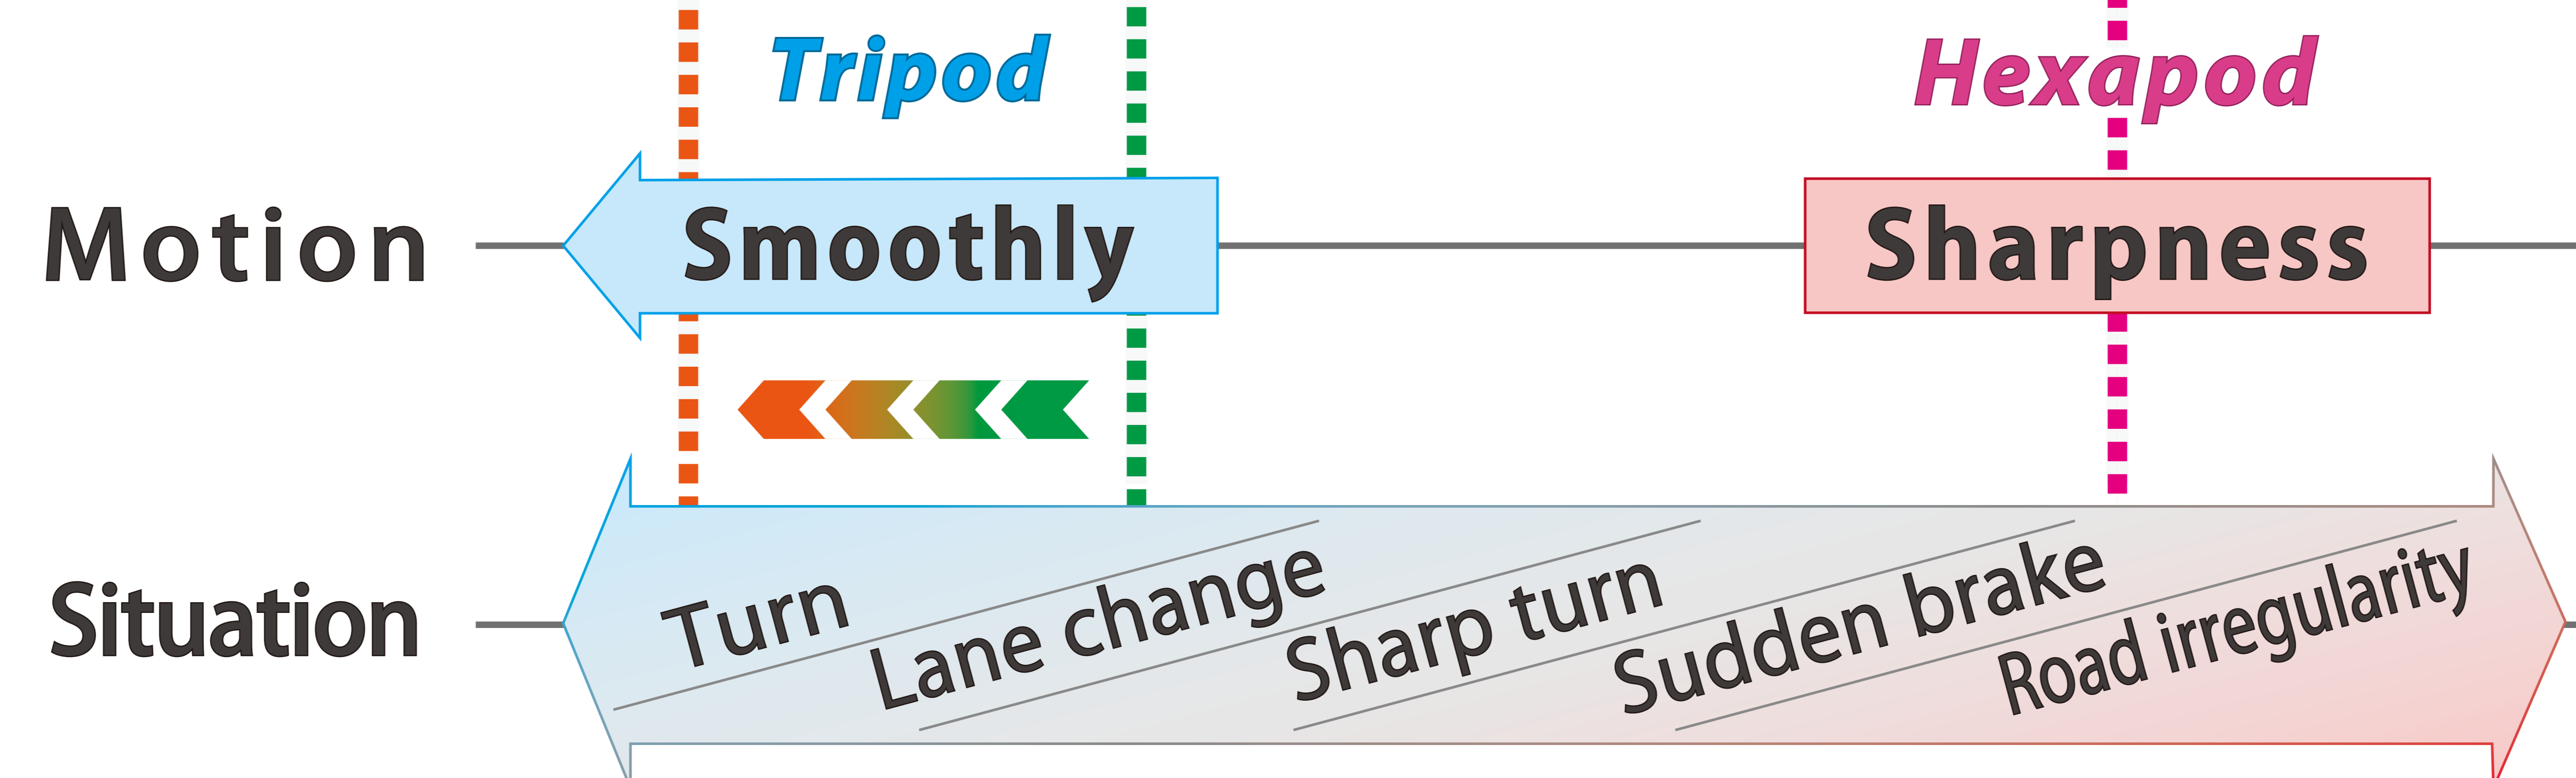 Tripod
Hexapod
Motion
Smoothly
Sharpness
Situation
Turn
Lane change
Sharp turn
Sudden brake
Road irregularity